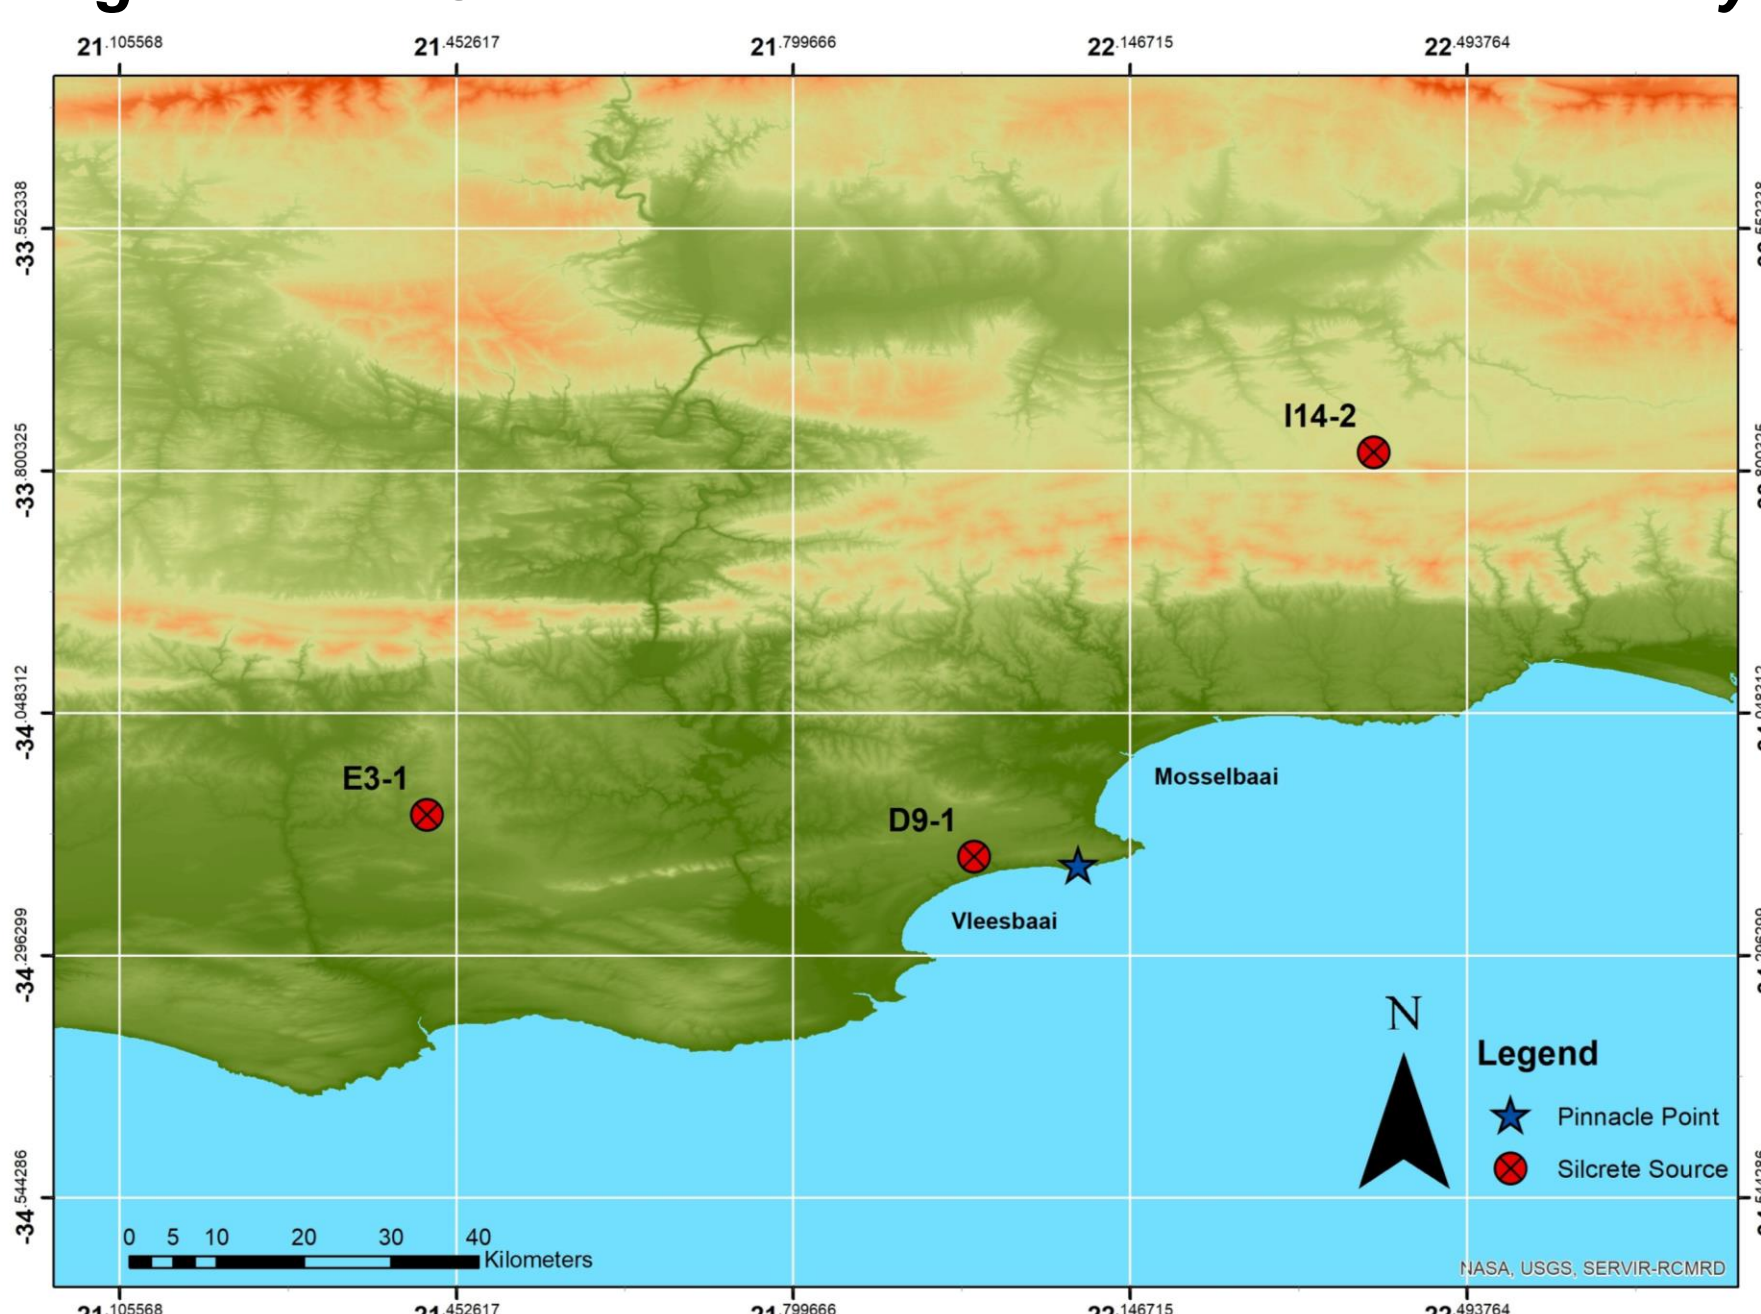 21.105568 21.452617 21.799666 22.146715 22.493764
-33.552338
-33.800325
-34.048312
-34.296299
-34.544286
I14-2
E3-1
D9-1
Mosselbaai
Vleesbaai
N
Legend
Pinnacle Point
Silcrete Source
0 5 10 20 30 40
Kilometers
NASA, USGS, SERVIR-RCMRD